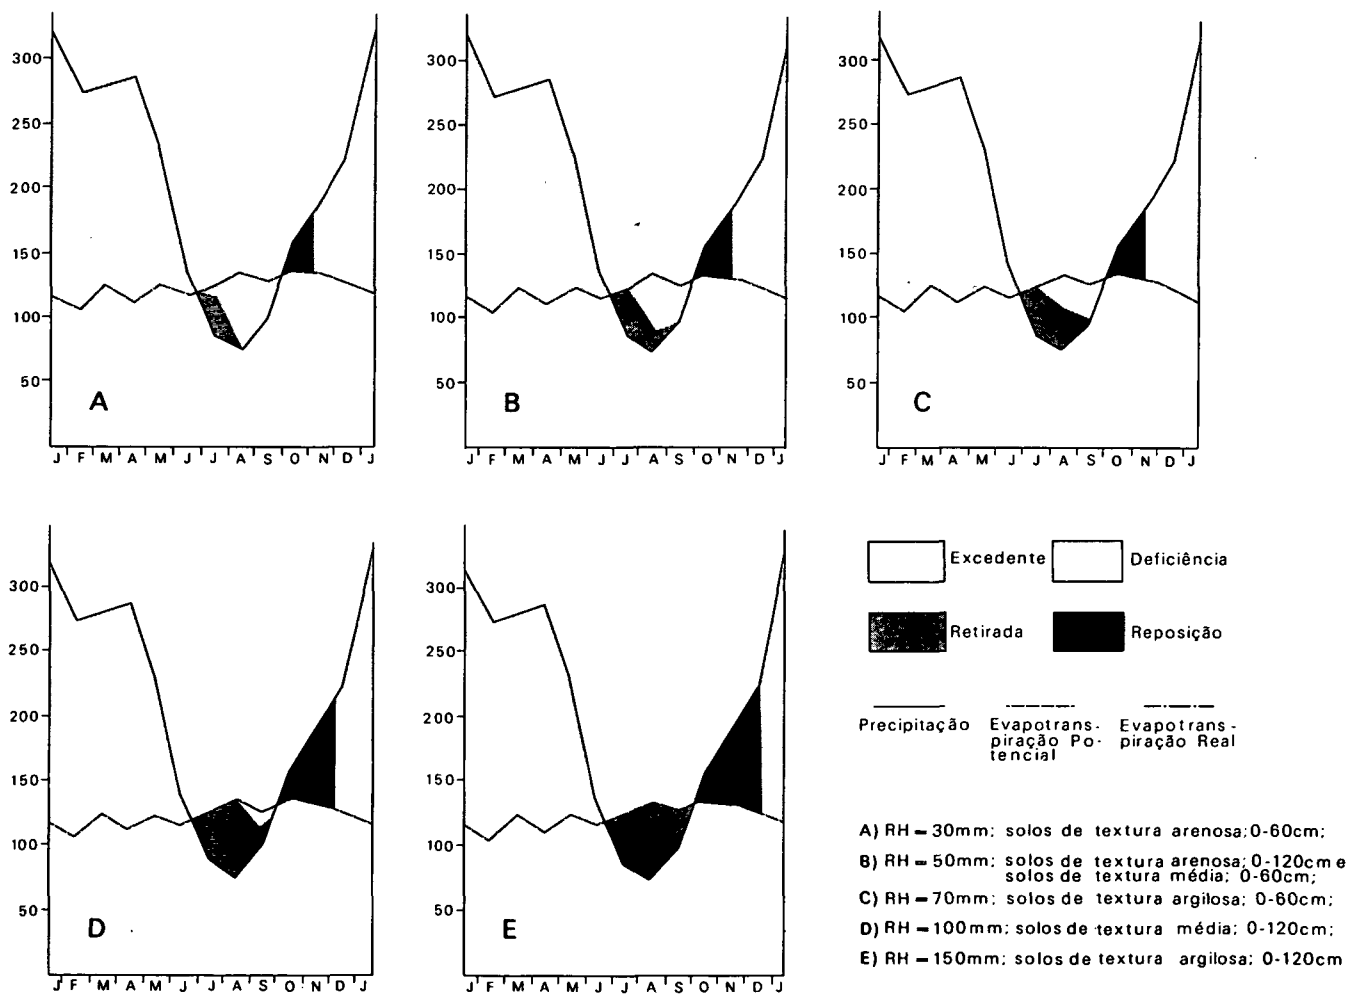 300
250
200
150
100
50
A
J F M A M J J A S O N D J
300
250
200
150
100
50
B
J F M A M J J A S O N D J
300
250
200
150
100
50
C
J F M A M J J A S O N D J
300
250
200
150
100
50
D
J F M A M J J A S O N D J
300
250
200
150
100
50
E
J F M A M J J A S O N D J
Excedente
Deficiência
Retirada
Reposição
Precipitação
Evapotrans-
piração Po-
tencial
Evapotrans-
piração Real
A) RH = 30mm; solos de textura arenosa; 0-60cm;
B) RH = 50mm; solos de textura arenosa; 0-120cm e
solos de textura média; 0-60cm;
C) RH = 70mm; solos de textura argilosa; 0-60cm;
D) RH = 100mm; solos de textura média; 0-120cm;
E) RH = 150mm; solos de textura argilosa; 0-120cm